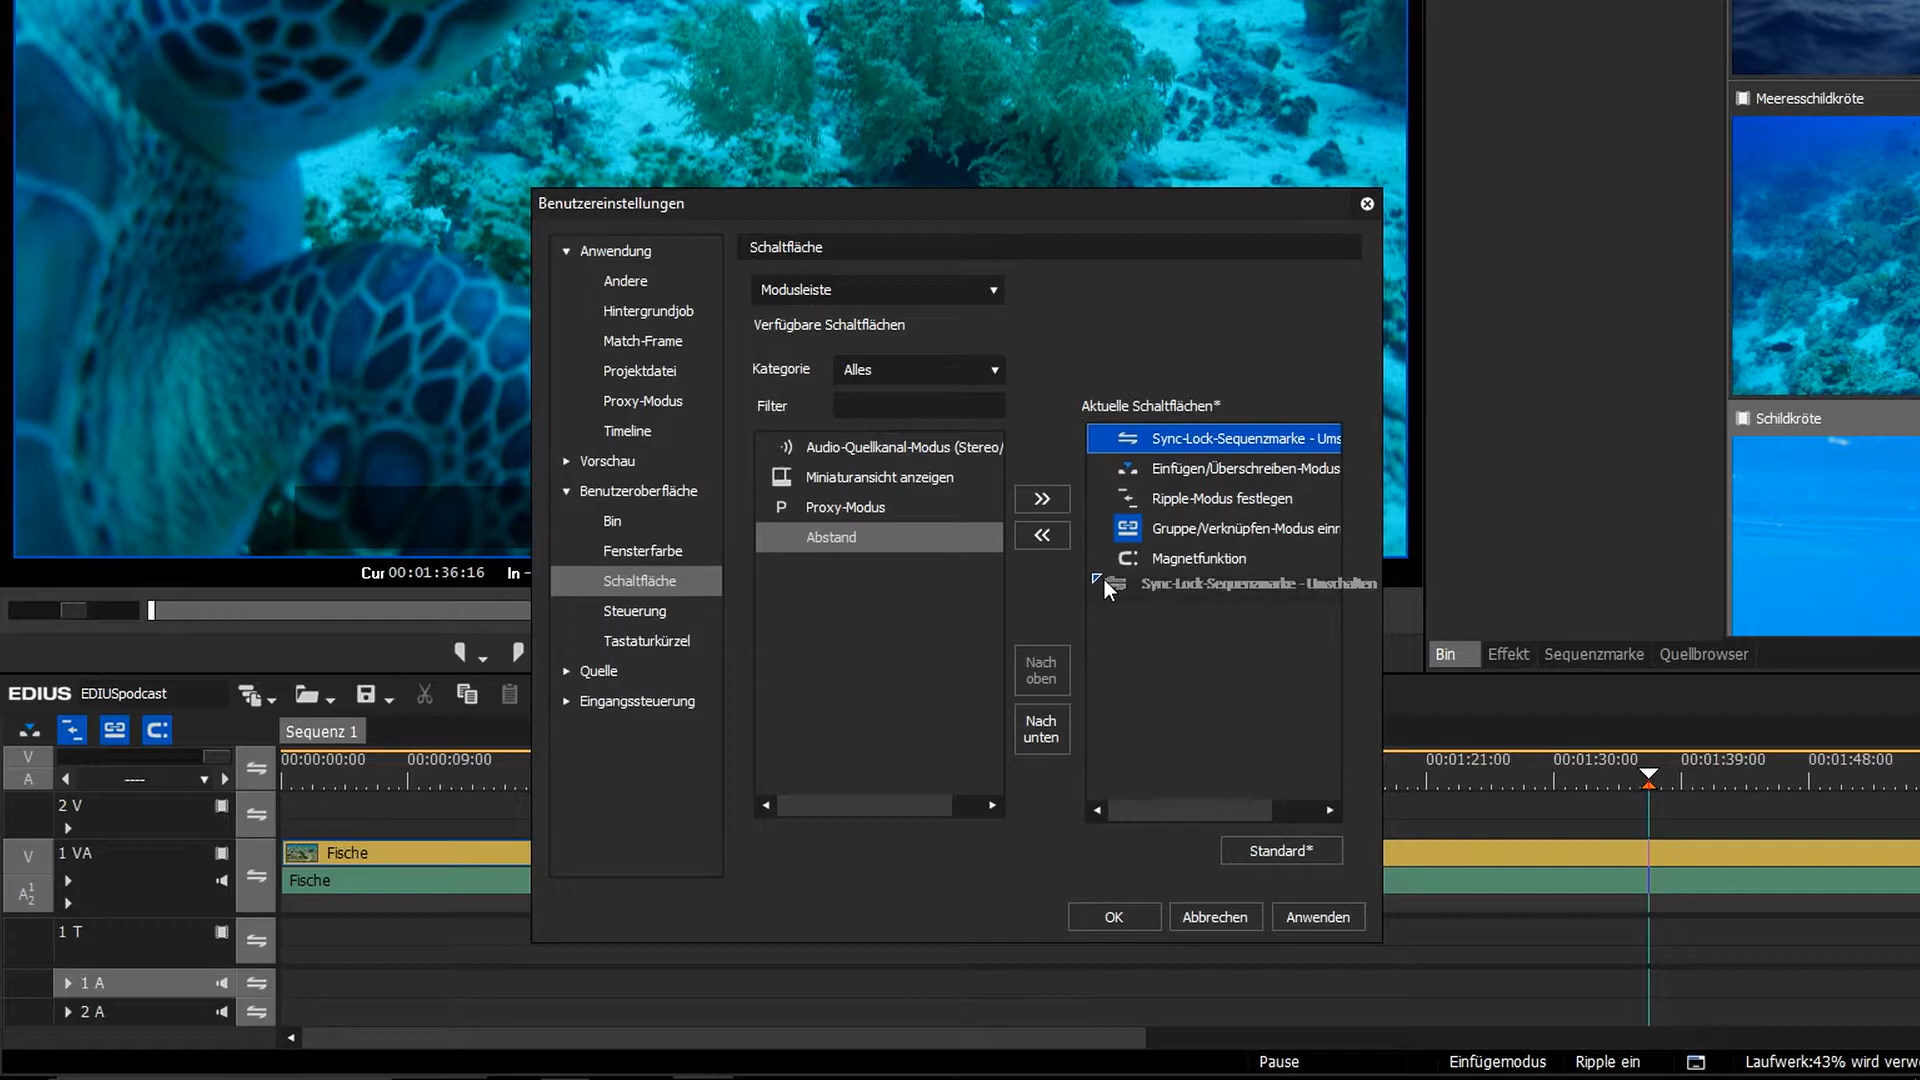 Meeresschildkröte
Schildkröte
Benutzereinstellungen
Anwendung
Andere
Hintergrundjob
Match-Frame
Projektdatei
Proxy-Modus
Timeline
Vorschau
Benutzeroberfläche
Bin
Fensterfarbe
Schaltfläche
Steuerung
Tastaturkürzel
Quelle
Eingangssteuerung
Schaltfläche
Modusleiste
Verfügbare Schaltflächen
Kategorie Alles
Filter
Audio-Quellkanal-Modus (Stereo/
Miniaturansicht anzeigen
P Proxy-Modus
Abstand
Nach oben
Nach unten
Aktuelle Schaltflächen*
Sync-Lock-Sequenzmarke - Ums
Einfügen/Überschreiben-Modus
Ripple-Modus festlegen
Gruppe/Verknüpfen-Modus einr
Magnetfunktion
Sync-Lock-Sequenzmarke - Umschalten
Standard*
OK Abbrechen Anwenden
Cur 00:01:36:16 In -
Bin Effekt Sequenzmarke Quellbrowser
EDIUS EDIUSpodcast
Sequenz 1
V
A ----
00:00:00:00 00:00:09:00 00:01:21:00 00:01:30:00 00:01:39:00 00:01:48:00
2 V
V 1 VA
A 1 2
Fische
Fische
1 T
1 A
2 A
Pause Einfügemodus Ripple ein Laufwerk:43% wird verw